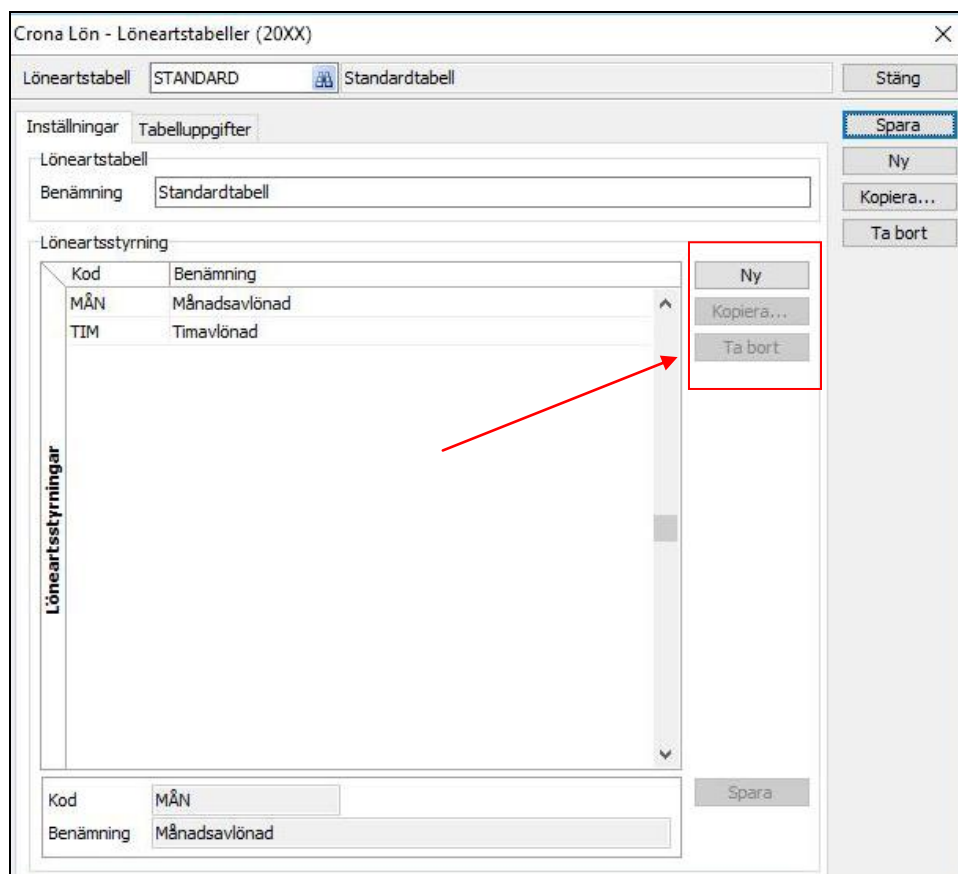 Crona Lön - Löneartstabeller (20XX)
Löneartstabell STANDARD Standardtabell Stäng
Inställningar Tabelluppgifter Spara
Löneartstabell Ny
Benämning Standardtabell Kopiera...
Ta bort
Löneartsstyrning
Kod Benämning Ny
MÅN Månadsavlönad Kopiera...
TIM Timavlönad Ta bort
Löneartsstyrningar
Kod MÅN Spara
Benämning Månadsavlönad